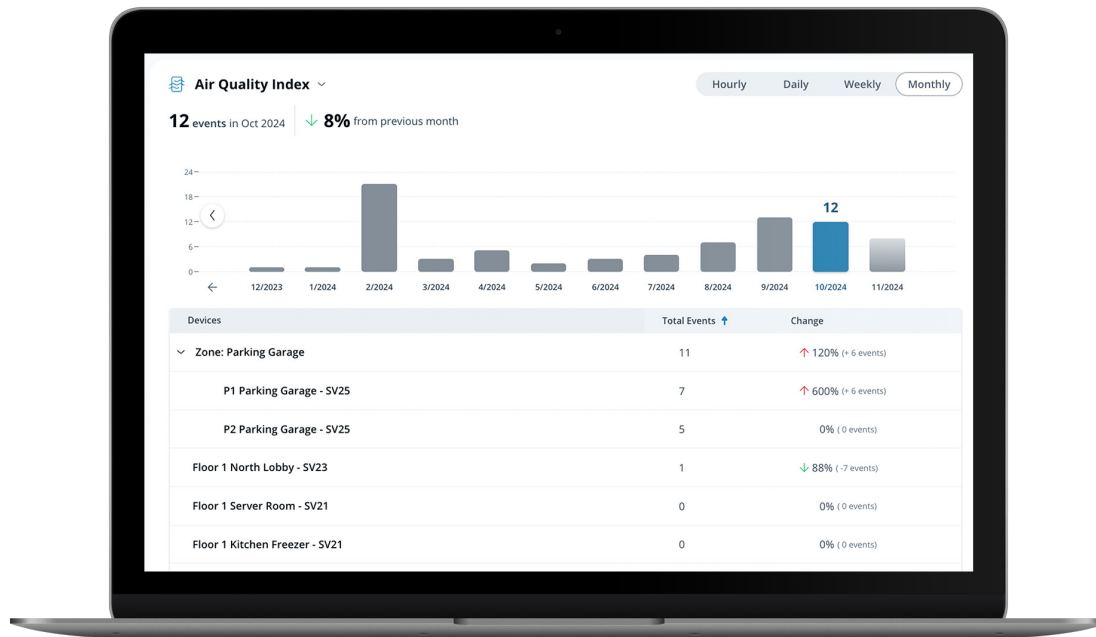 Air Quality Index
Hourly Daily Weekly Monthly
12 events in Oct 2024 8% from previous month
24
18
12
6
0
12
12/2023 1/2024 2/2024 3/2024 4/2024 5/2024 6/2024 7/2024 8/2024 9/2024 10/2024 11/2024
Devices Total Events Change
Zone: Parking Garage 11 120% (+ 6 events)
P1 Parking Garage - SV25 7 600% (+ 6 events)
P2 Parking Garage - SV25 5 0% ( 0 events)
Floor 1 North Lobby - SV23 1 88% ( -7 events)
Floor 1 Server Room - SV21 0 0% ( 0 events)
Floor 1 Kitchen Freezer - SV21 0 0% ( 0 events)